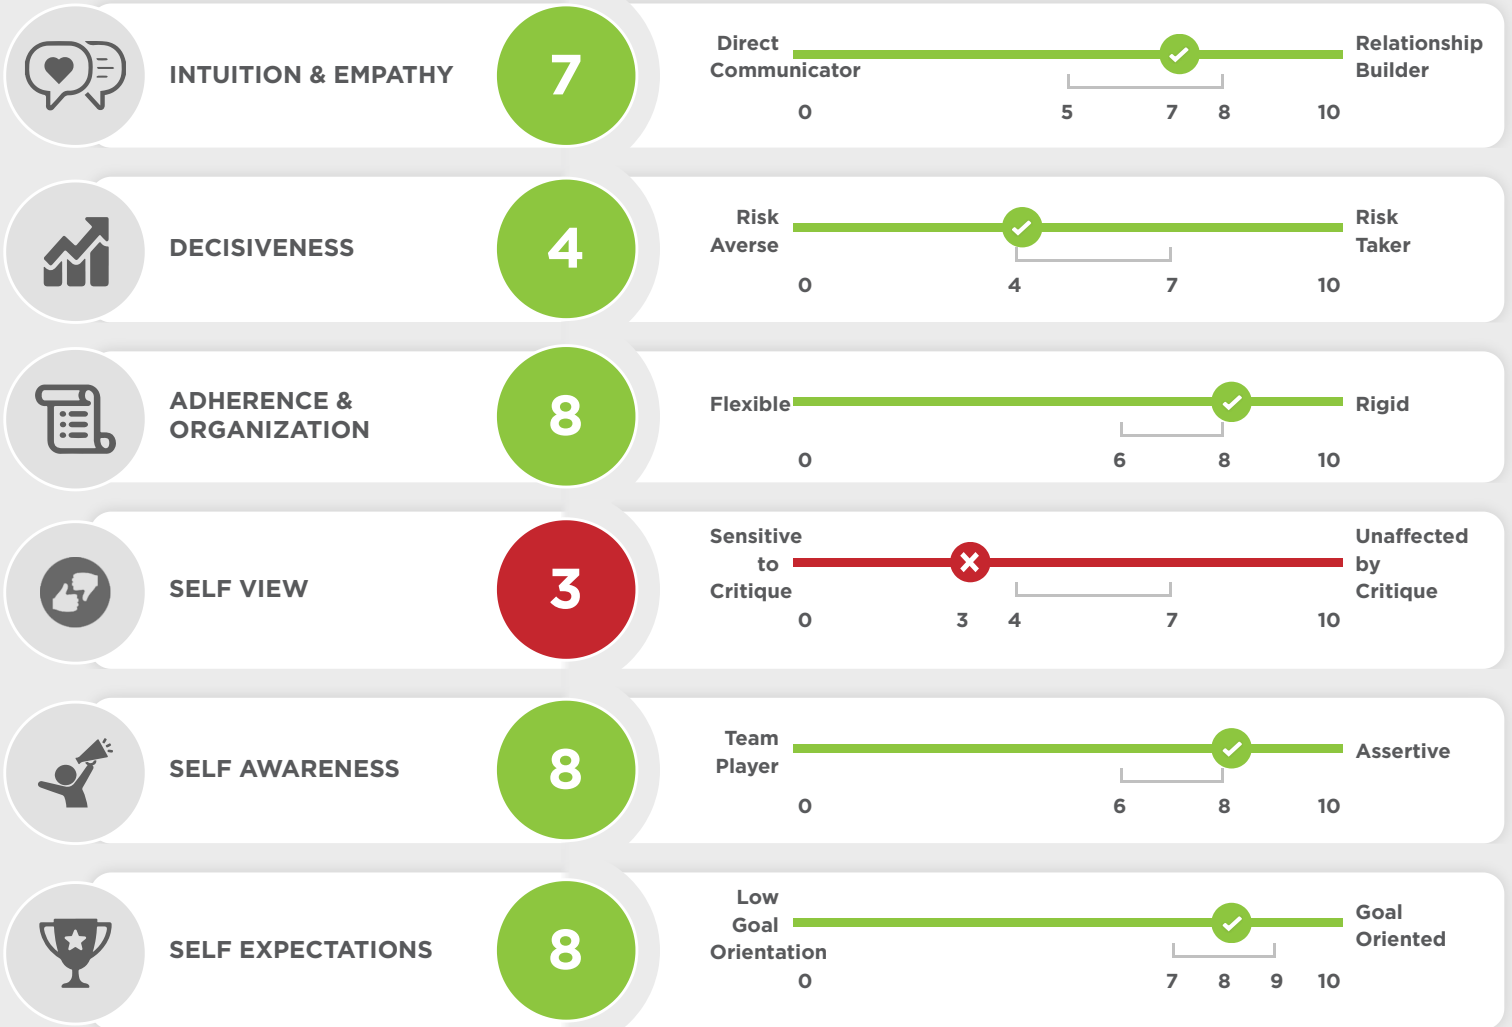 INTUITION & EMPATHY
7
Direct
Communicator
Relationship
Builder
0 5 7 8 10
DECISIVENESS
4
Risk
Averse
Risk
Taker
0 4 7 10
ADHERENCE &
ORGANIZATION
8
Flexible
Rigid
0 6 8 10
SELF VIEW
3
Sensitive
to
Critique
Unaffected
by
Critique
0 3 4 7 10
SELF AWARENESS
8
Team
Player
Assertive
0 6 8 10
SELF EXPECTATIONS
8
Low
Goal
Orientation
Goal
Oriented
0 7 8 9 10